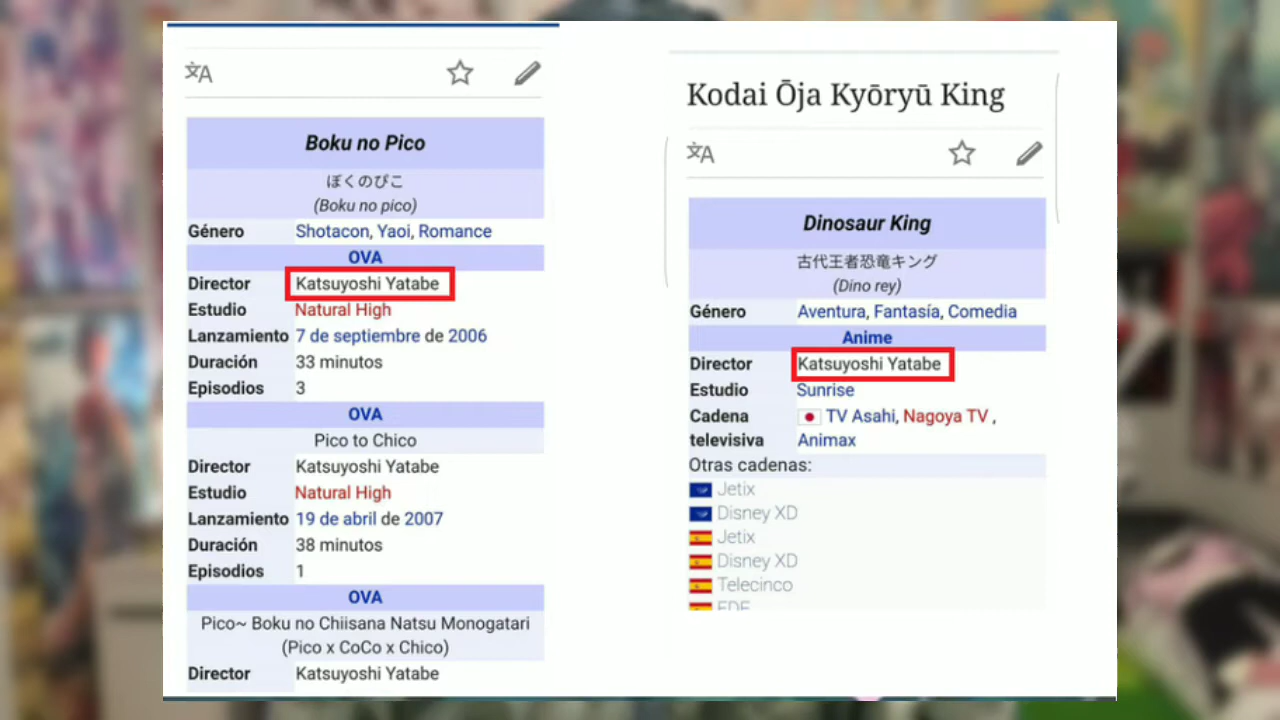 Boku no Pico
ぼくのぴこ
(Boku no pico)
Género Shotacon, Yaoi, Romance
OVA
Director Katsuyoshi Yatabe
Estudio Natural High
Lanzamiento 7 de septiembre de 2006
Duración 33 minutos
Episodios 3
OVA
Pico to Chico
Director Katsuyoshi Yatabe
Estudio Natural High
Lanzamiento 19 de abril de 2007
Duración 38 minutos
Episodios 1
OVA
Pico~ Boku no Chiisana Natsu Monogatari
(Pico x CoCo x Chico)
Director Katsuyoshi Yatabe
Kodai Ōja Kyōryū King
Dinosaur King
古代王者恐竜キング
(Dino rey)
Género Aventura, Fantasía, Comedia
Anime
Director Katsuyoshi Yatabe
Estudio Sunrise
Cadena TV Asahi, Nagoya TV ,
televisiva Animax
Otras cadenas:
Jetix
Disney XD
Jetix
Disney XD
Telecinco